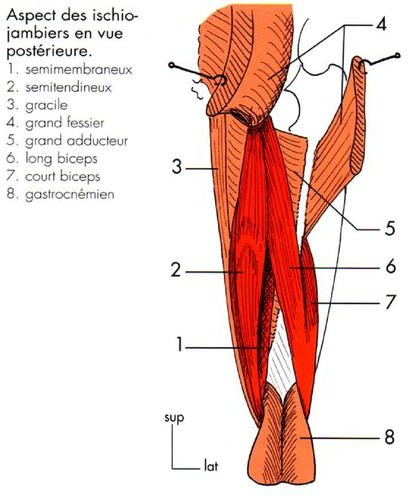 Aspect des ischio-
jambiers en vue
postérieure.
1. semimembraneux
2. semitendineux
3. gracile
4. grand fessier
5. grand adducteur
6. long biceps
7. court biceps
8. gastrocnémien
4
3
5
2
6
7
1
8
sup
lat